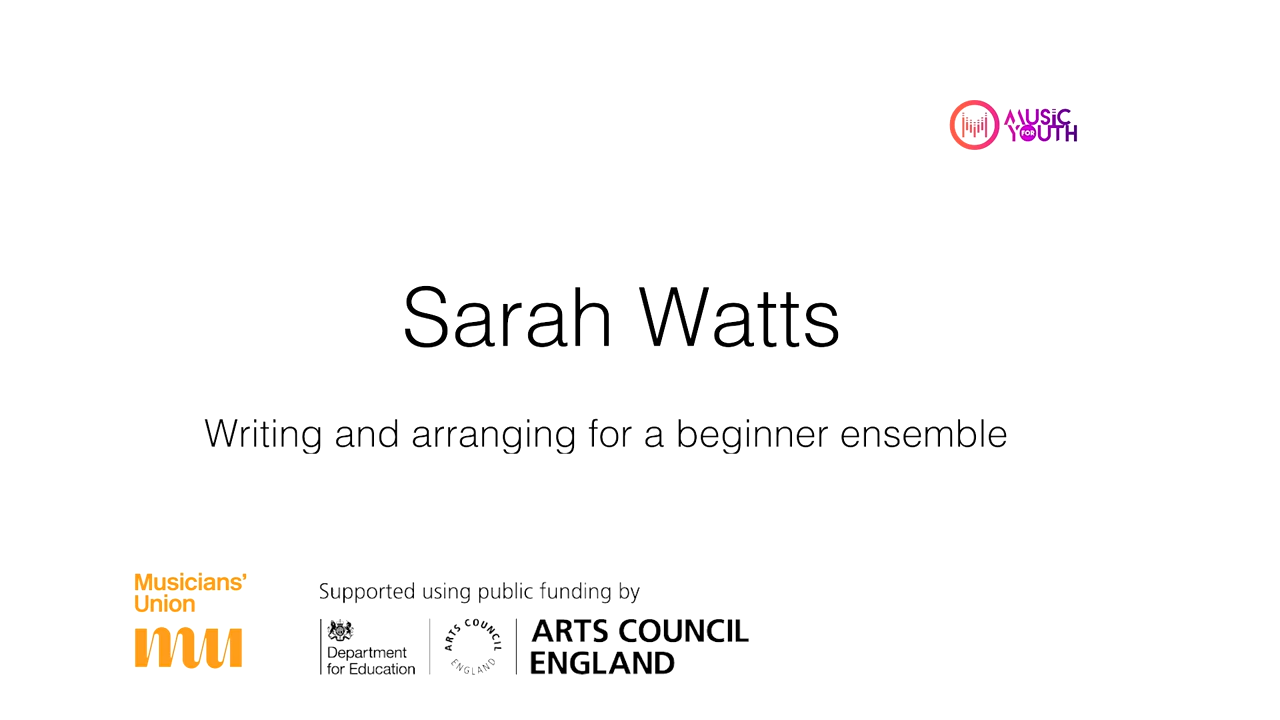 MUSIC
FOR
YOUTH
Sarah Watts
Writing and arranging for a beginner ensemble
Musicians'
Union
mu
Supported using public funding by
Department
for Education
ARTS COUNCIL
ENGLAND
ARTS COUNCIL
ENGLAND